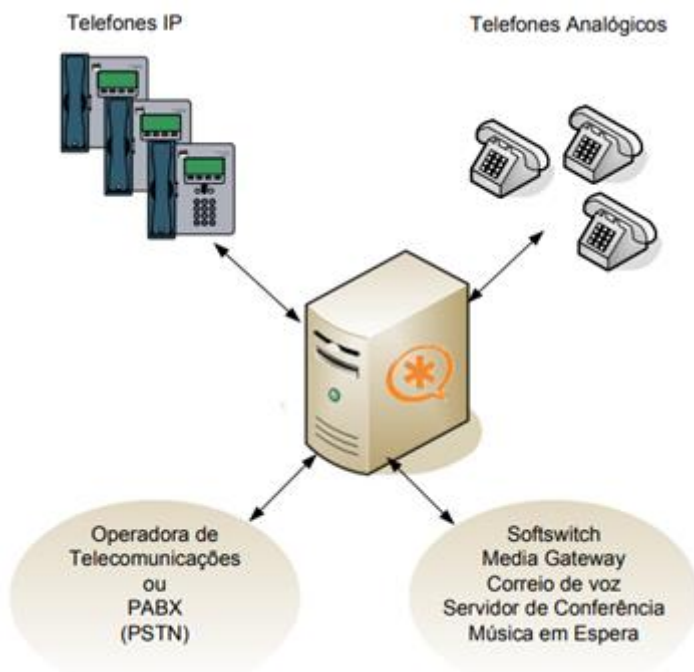 Telefones IP
Telefones Analógicos
Operadora de
Telecomunicações
ou
PABX
(PSTN)
Softswitch
Media Gateway
Correio de voz
Servidor de Conferência
Música em Espera